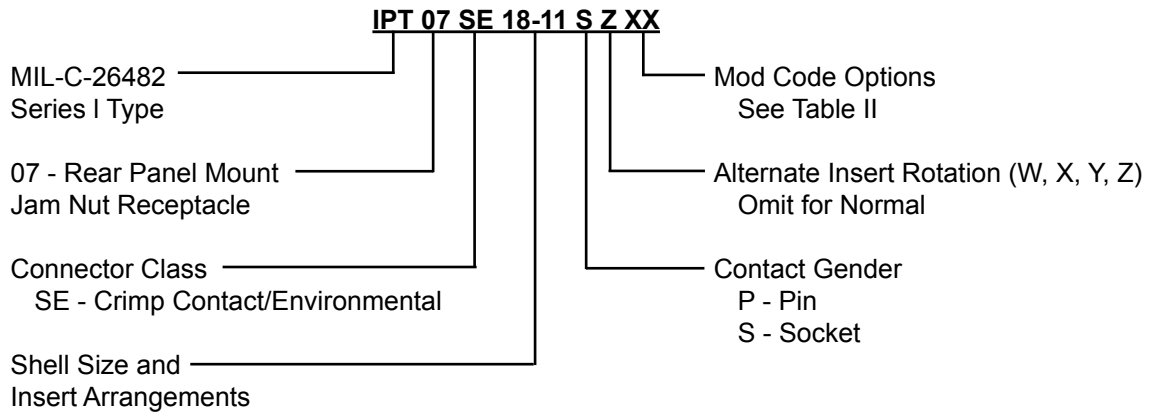 IPT 07 SE 18-11 S Z XX
MIL-C-26482
Series I Type
07 - Rear Panel Mount
Jam Nut Receptacle
Connector Class
SE - Crimp Contact/Environmental
Shell Size and
Insert Arrangements
Mod Code Options
See Table II
Alternate Insert Rotation (W, X, Y, Z)
Omit for Normal
Contact Gender
P - Pin
S - Socket